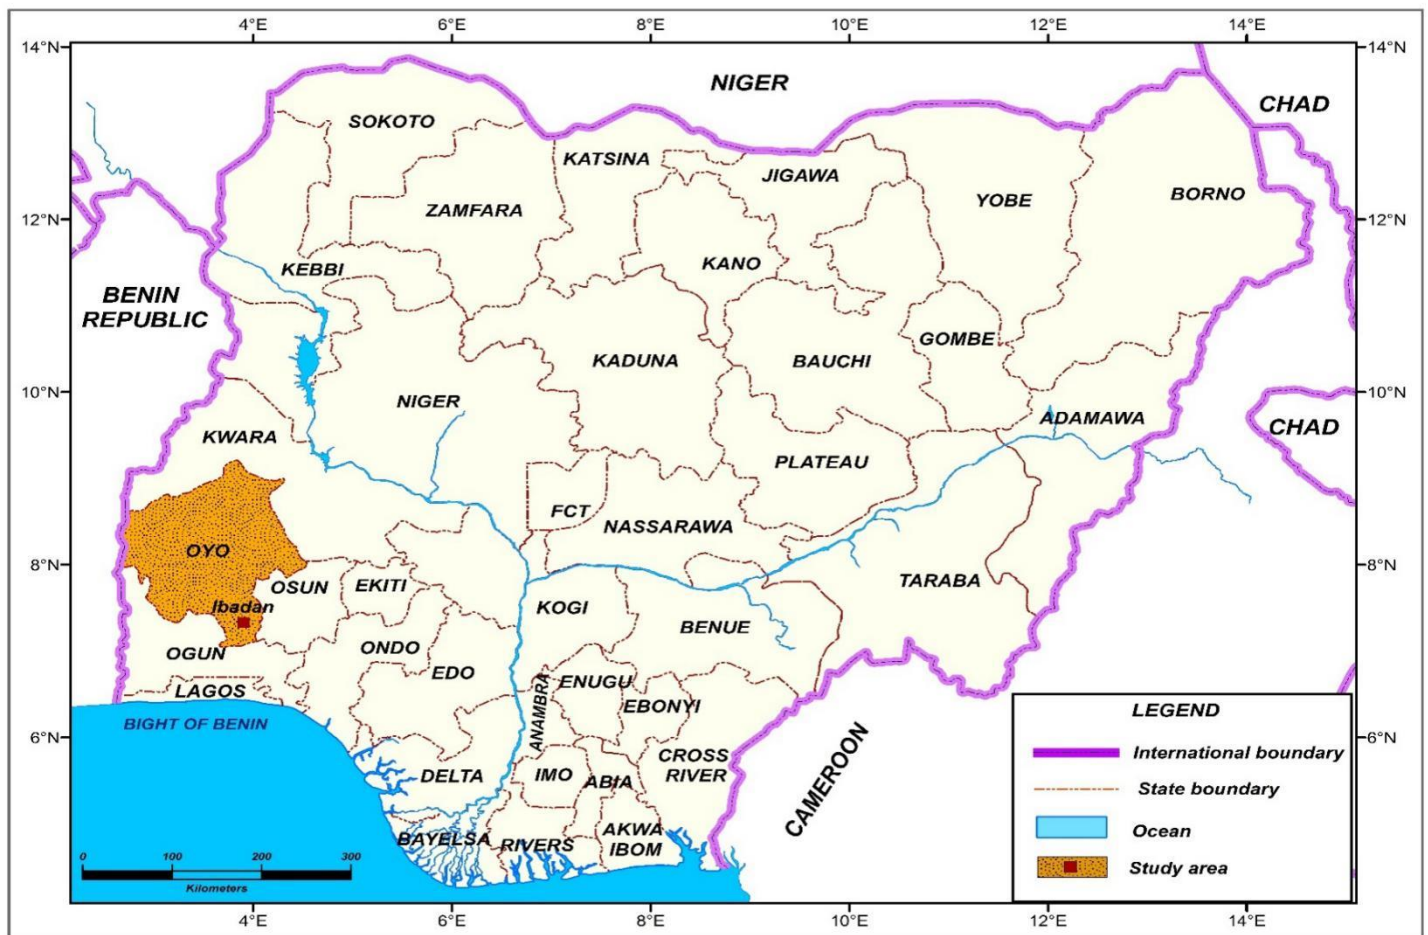 4°E 6°E 8°E 10°E 12°E 14°E
14°N 14°N
NIGER
CHAD
SOKOTO
KATSINA
JIGAWA
ZAMFARA
YOBE
BORNO
12°N 12°N
KEBBI
KANO
BENIN
REPUBLIC
GOMBE
KADUNA
BAUCHI
10°N 10°N
NIGER
ADAMAWA
CHAD
KWARA
PLATEAU
FCT
NASSARAWA
OYO
8°N 8°N
OSUN
EKITI
TARABA
Ibadan
KOGI
BENUE
OGUN
ONDO
EDO
LAGOS
ANAMBRA
ENUGU
EBONYI
BIGHT OF BENIN
6°N 6°N
CROSS
RIVER
DELTA
IMO
ABIA
CAMEROON
BAYELSA
RIVERS
AKWA
IBOM
LEGEND
International boundary
State boundary
Ocean
Study area
0 100 200 300
Kilometers
4°E 6°E 8°E 10°E 12°E 14°E